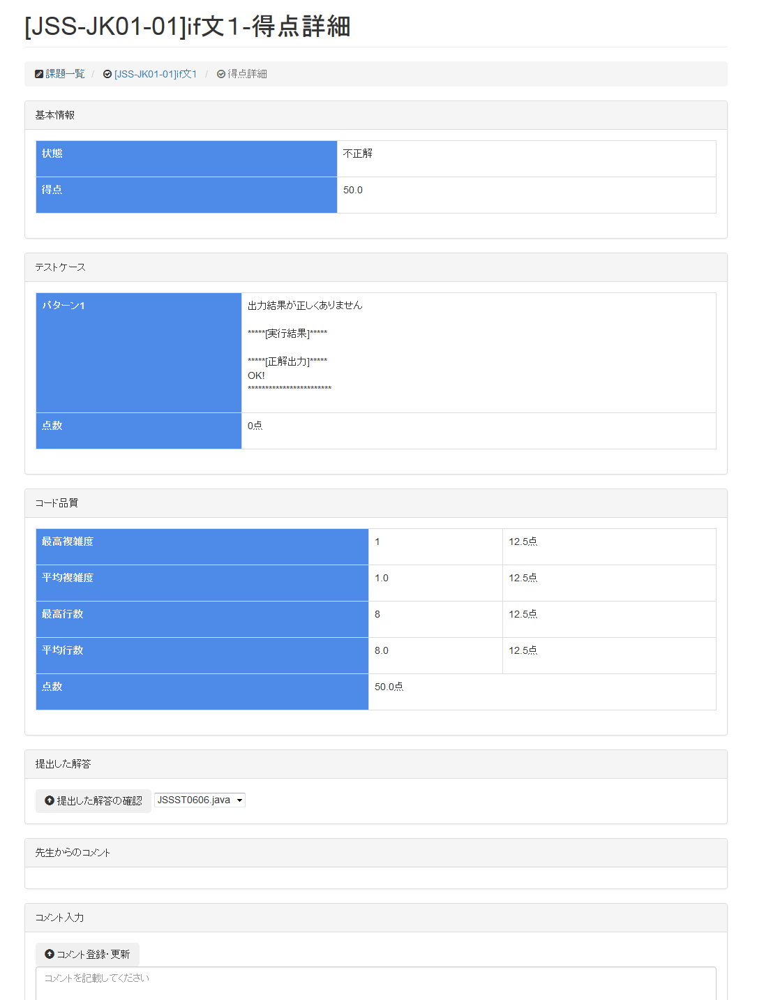 [JSS-JK01-01]if文１-得点詳細
課題一覧 / [JSS-JK01-01]if文1 / 得点詳細
基本情報
状態 不正解
得点 50.0
テストケース
パターン1 出力結果が正しくありません
*****[実行結果]*****
*****[正解出力]*****
OK!
************************
点数 0点
コード品質
最高複雑度 1 12.5点
平均複雑度 1.0 12.5点
最高行数 8 12.5点
平均行数 8.0 12.5点
点数 50.0点
提出した解答
提出した解答の確認 JSSST0606.java
先生からのコメント
コメント入力
コメント登録・更新
コメントを記載してください